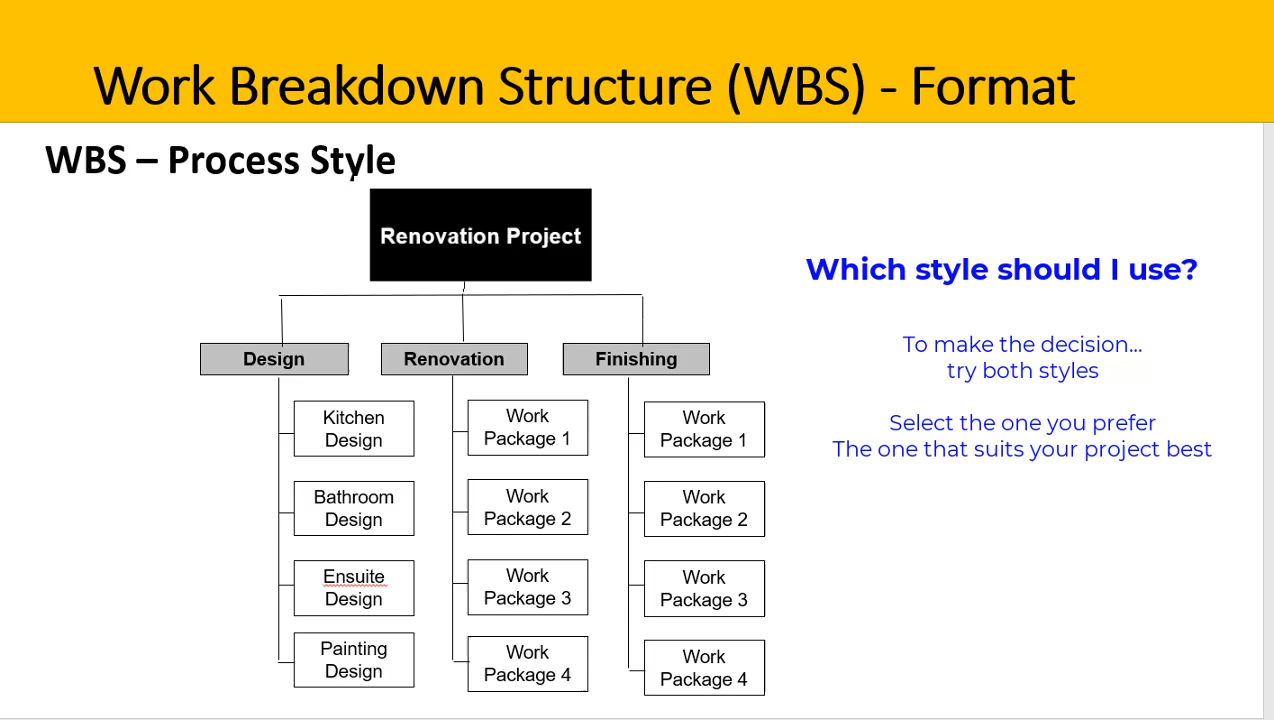 Work Breakdown Structure (WBS) - Format
WBS – Process Style
Renovation Project
Which style should I use?
To make the decision...
try both styles
Select the one you prefer
The one that suits your project best
Design
Kitchen
Design
Bathroom
Design
Ensuite
Design
Painting
Design
Renovation
Work
Package 1
Work
Package 2
Work
Package 3
Work
Package 4
Finishing
Work
Package 1
Work
Package 2
Work
Package 3
Work
Package 4